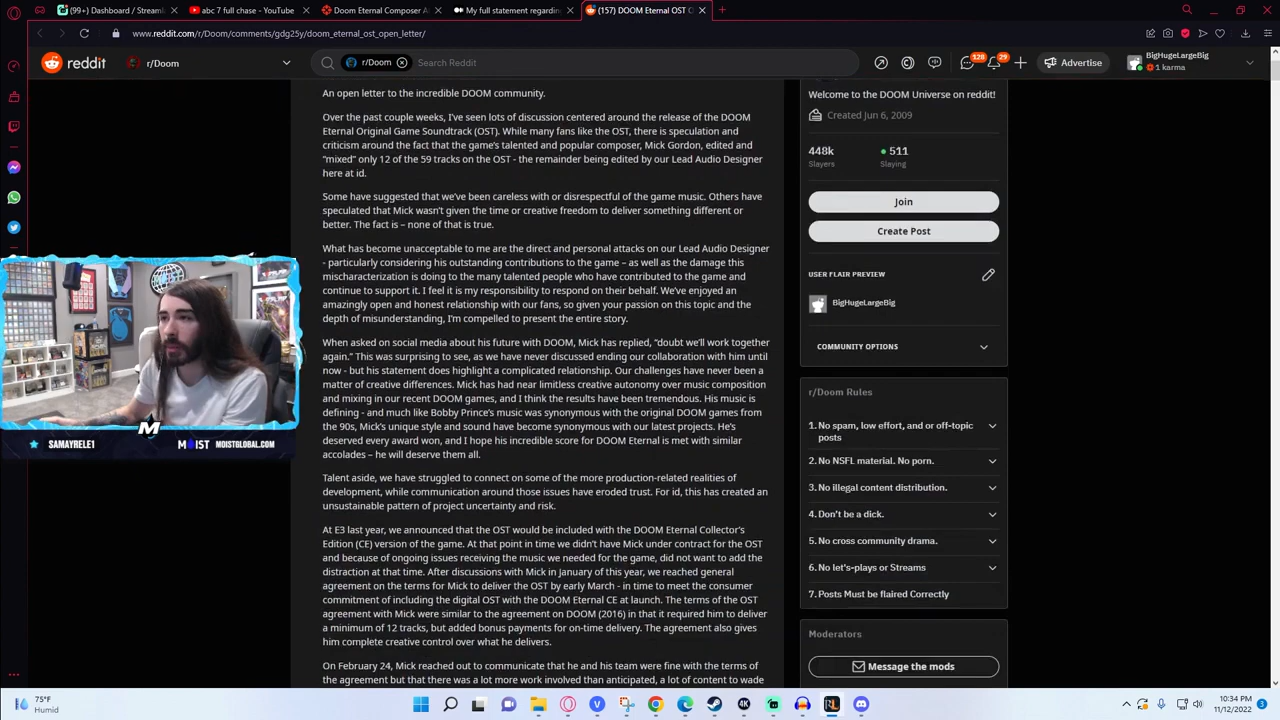 (99+) Dashboard / Streamla
abc 7 full chase - YouTube
Doom Eternal Composer A
My full statement regardin
(157) DOOM Eternal OST O
www.reddit.com/r/Doom/comments/gdg25y/doom_eternal_ost_open_letter/
reddit
r/Doom
r/Doom
Search Reddit
128
29
Advertise
BigHugeLargeBig
1 karma
An open letter to the incredible DOOM community.
Over the past couple weeks, I've seen lots of discussion centered around the release of the DOOM
Eternal Original Game Soundtrack (OST). While many fans like the OST, there is speculation and
criticism around the fact that the game's talented and popular composer, Mick Gordon, edited and
"mixed" only 12 of the 59 tracks on the OST - the remainder being edited by our Lead Audio Designer
here at id.
Some have suggested that we've been careless with or disrespectful of the game music. Others have
speculated that Mick wasn't given the time or creative freedom to deliver something different or
better. The fact is – none of that is true.
What has become unacceptable to me are the direct and personal attacks on our Lead Audio Designer
- particularly considering his outstanding contributions to the game – as well as the damage this
mischaracterization is doing to the many talented people who have contributed to the game and
continue to support it. I feel it is my responsibility to respond on their behalf. We've enjoyed an
amazingly open and honest relationship with our fans, so given your passion on this topic and the
depth of misunderstanding, I'm compelled to present the entire story.
When asked on social media about his future with DOOM, Mick has replied, "doubt we'll work together
again." This was surprising to see, as we have never discussed ending our collaboration with him until
now - but his statement does highlight a complicated relationship. Our challenges have never been a
matter of creative differences. Mick has had near limitless creative autonomy over music composition
and mixing in our recent DOOM games, and I think the results have been tremendous. His music is
defining - and much like Bobby Prince's music was synonymous with the original DOOM games from
the 90s, Mick's unique style and sound have become synonymous with our latest projects. He's
deserved every award won, and I hope his incredible score for DOOM Eternal is met with similar
accolades – he will deserve them all.
Talent aside, we have struggled to connect on some of the more production-related realities of
development, while communication around those issues have eroded trust. For id, this has created an
unsustainable pattern of project uncertainty and risk.
At E3 last year, we announced that the OST would be included with the DOOM Eternal Collector's
Edition (CE) version of the game. At that point in time we didn't have Mick under contract for the OST
and because of ongoing issues receiving the music we needed for the game, did not want to add the
distraction at that time. After discussions with Mick in January of this year, we reached general
agreement on the terms for Mick to deliver the OST by early March - in time to meet the consumer
commitment of including the digital OST with the DOOM Eternal CE at launch. The terms of the OST
agreement with Mick were similar to the agreement on DOOM (2016) in that it required him to deliver
a minimum of 12 tracks, but added bonus payments for on-time delivery. The agreement also gives
him complete creative control over what he delivers.
On February 24, Mick reached out to communicate that he and his team were fine with the terms of
the agreement but that there was a lot more work involved than anticipated, a lot of content to wade
Welcome to the DOOM Universe on reddit!
Created Jun 6, 2009
448k
511
Slayers
Slaying
Join
Create Post
USER FLAIR PREVIEW
BigHugeLargeBig
COMMUNITY OPTIONS
r/Doom Rules
1. No spam, low effort, and or off-topic
posts
2. No NSFL material. No porn.
3. No illegal content distribution.
4. Don't be a dick.
5. No cross community drama.
6. No let's-plays or Streams
7. Posts Must be flaired Correctly
Moderators
Message the mods
M
SAMAYRELE1
MOIST
MOISTGLOBAL.COM
75°F
Humid
10:34 PM
11/12/2022
3